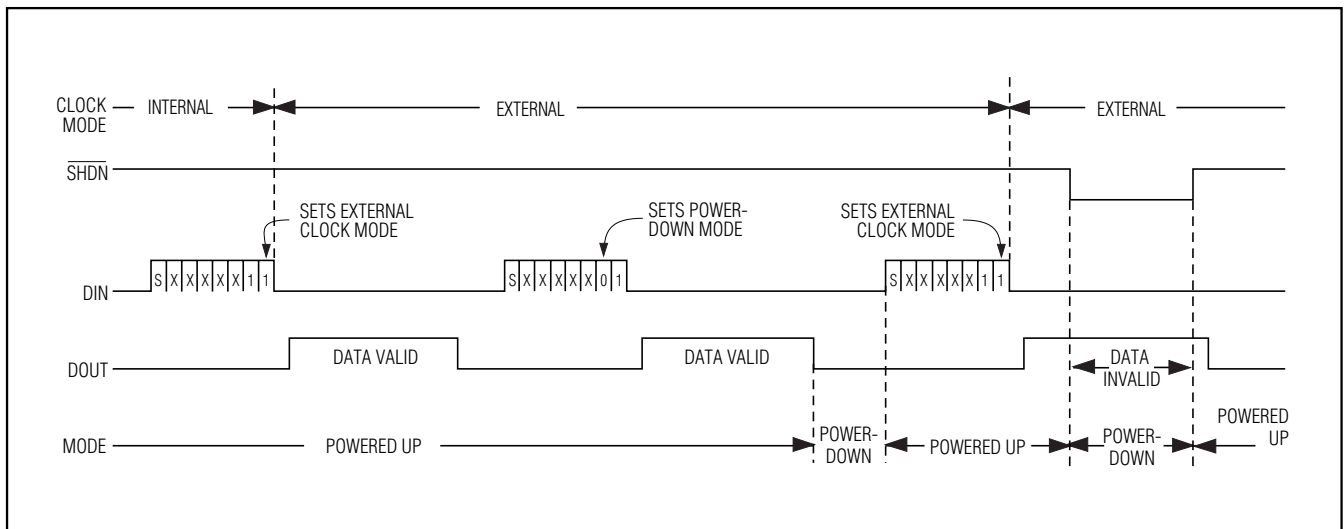 CLOCK
MODE
INTERNAL
EXTERNAL
EXTERNAL
SHDN
SETS EXTERNAL
CLOCK MODE
SETS POWER-
DOWN MODE
SETS EXTERNAL
CLOCK MODE
DIN
S X X X X X 1 1
S X X X X X 0 1
S X X X X X 1 1
DOUT
DATA VALID
DATA VALID
DATA
INVALID
MODE
POWERED UP
POWER-
DOWN
POWERED UP
POWER-
DOWN
POWERED
UP